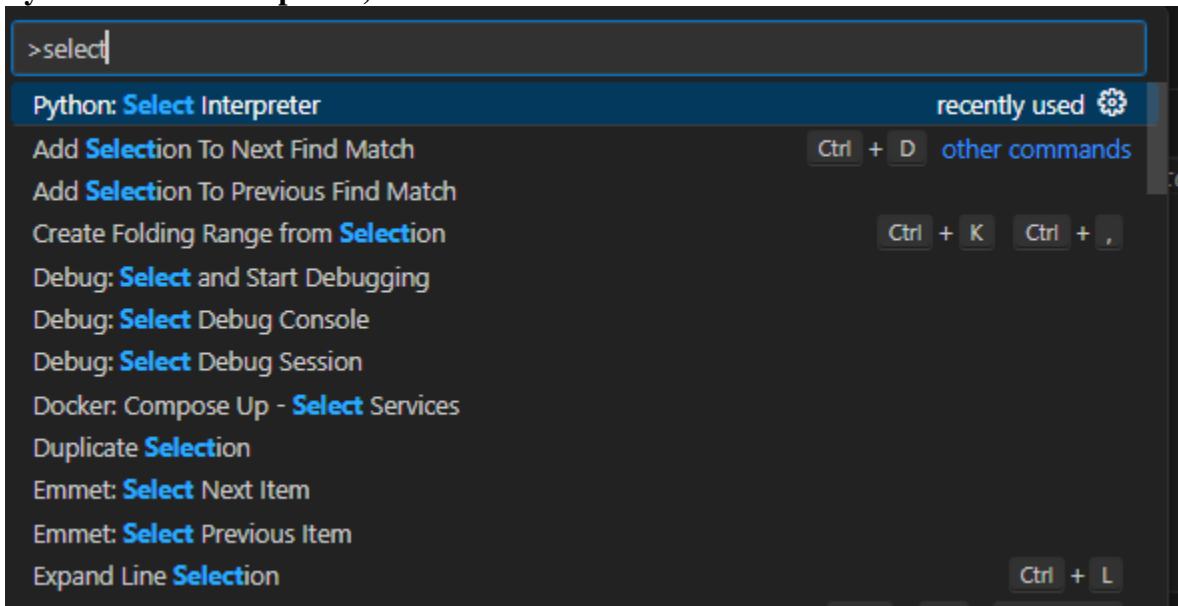 >select
Python: Select Interpreter recently used
Add Selection To Next Find Match Ctrl + D other commands
Add Selection To Previous Find Match
Create Folding Range from Selection Ctrl + K Ctrl + ,
Debug: Select and Start Debugging
Debug: Select Debug Console
Debug: Select Debug Session
Docker: Compose Up - Select Services
Duplicate Selection
Emmet: Select Next Item
Emmet: Select Previous Item
Expand Line Selection Ctrl + L